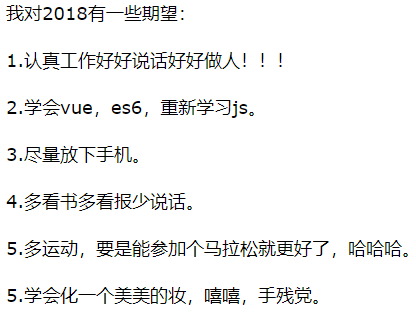 我对2018有一些期望：
1.认真工作好好说话好好做人！！！
2.学会vue，es6，重新学习js。
3.尽量放下手机。
4.多看书多看报少说话。
5.多运动，要是能参加个马拉松就更好了，哈哈哈。
5.学会化一个美美的妆，嘻嘻，手残党。